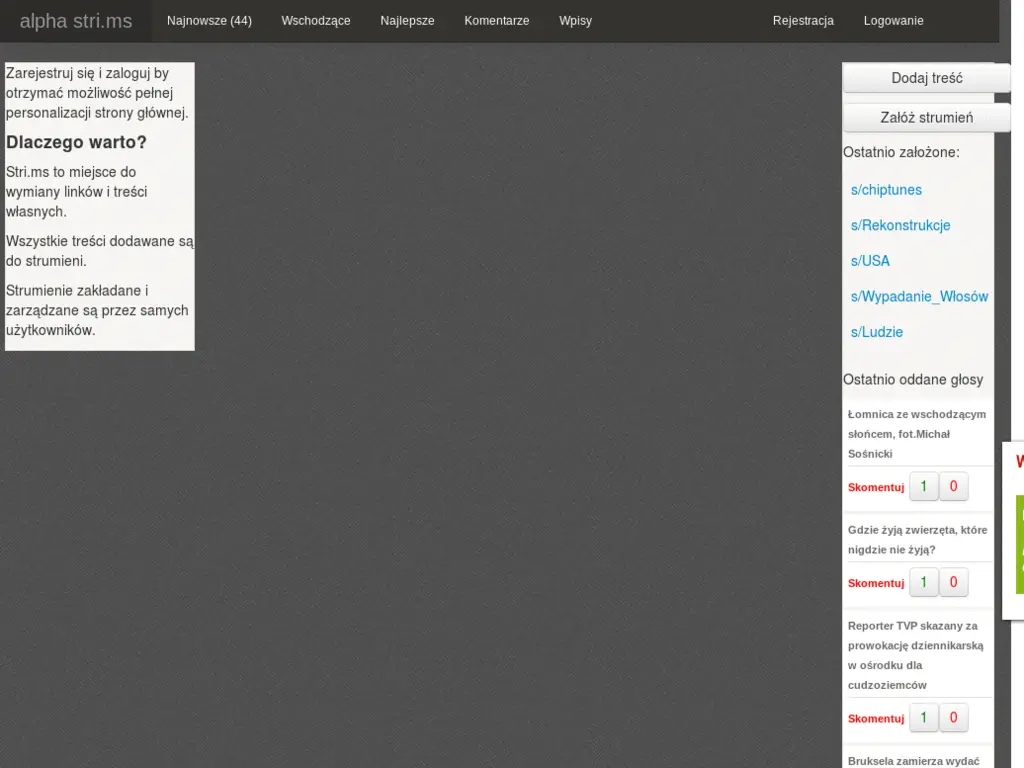 alpha stri.ms Najnowsze (44) Wschodzące Najlepsze Komentarze Wpisy Rejestracja Logowanie
Zarejestruj się i zaloguj by
otrzymać możliwość pełnej
personalizacji strony głównej.
Dlaczego warto?
Stri.ms to miejsce do
wymiany linków i treści
własnych.
Wszystkie treści dodawane są
do strumieni.
Strumienie zakładane i
zarządzane są przez samych
użytkowników.
Dodaj treść
Załóż strumień
Ostatnio założone:
s/chiptunes
s/Rekonstrukcje
s/USA
s/Wypadanie_Włosów
s/Ludzie
Ostatnio oddane głosy
Łomnica ze wschodzącym
słońcem, fot.Michał
Sośnicki
Skomentuj 1 0
Gdzie żyją zwierzęta, które
nigdzie nie żyją?
Skomentuj 1 0
Reporter TVP skazany za
prowokację dziennikarską
w ośrodku dla
cudzoziemców
Skomentuj 1 0
Bruksela zamierza wydać